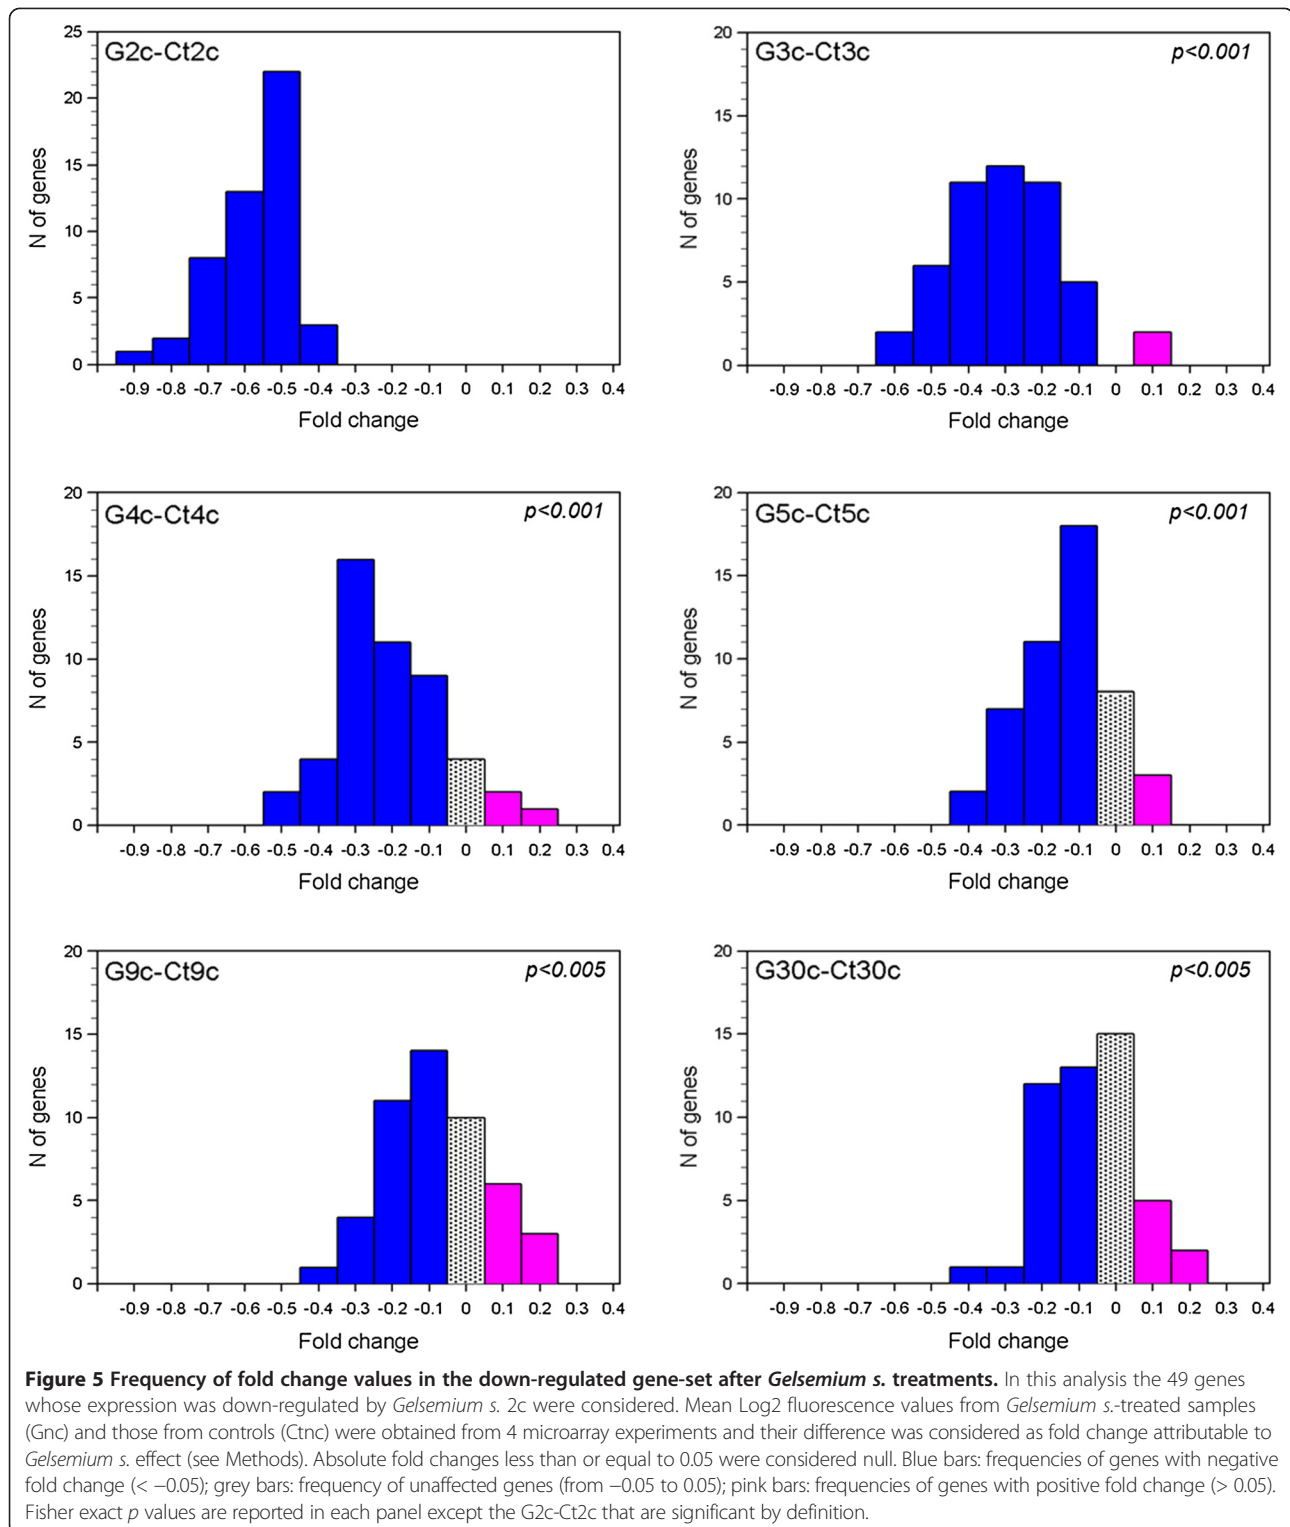 G2c-Ct2c
25
20
15
10
5
0
N of genes
-0.9 -0.8 -0.7 -0.6 -0.5 -0.4 -0.3 -0.2 -0.1 0 0.1 0.2 0.3 0.4
Fold change
G3c-Ct3c
p<0.001
20
15
10
5
0
N of genes
-0.9 -0.8 -0.7 -0.6 -0.5 -0.4 -0.3 -0.2 -0.1 0 0.1 0.2 0.3 0.4
Fold change
G4c-Ct4c
p<0.001
20
15
10
5
0
N of genes
-0.9 -0.8 -0.7 -0.6 -0.5 -0.4 -0.3 -0.2 -0.1 0 0.1 0.2 0.3 0.4
Fold change
G5c-Ct5c
p<0.001
20
15
10
5
0
N of genes
-0.9 -0.8 -0.7 -0.6 -0.5 -0.4 -0.3 -0.2 -0.1 0 0.1 0.2 0.3 0.4
Fold change
G9c-Ct9c
p<0.005
20
15
10
5
0
N of genes
-0.9 -0.8 -0.7 -0.6 -0.5 -0.4 -0.3 -0.2 -0.1 0 0.1 0.2 0.3 0.4
Fold change
G30c-Ct30c
p<0.005
20
15
10
5
0
N of genes
-0.9 -0.8 -0.7 -0.6 -0.5 -0.4 -0.3 -0.2 -0.1 0 0.1 0.2 0.3 0.4
Fold change
Figure 5 Frequency of fold change values in the down-regulated gene-set after Gelsemium s. treatments. In this analysis the 49 genes
whose expression was down-regulated by Gelsemium s. 2c were considered. Mean Log2 fluorescence values from Gelsemium s.-treated samples
(Gnc) and those from controls (Ctnc) were obtained from 4 microarray experiments and their difference was considered as fold change attributable to
Gelsemium s. effect (see Methods). Absolute fold changes less than or equal to 0.05 were considered null. Blue bars: frequencies of genes with negative
fold change (< −0.05); grey bars: frequency of unaffected genes (from −0.05 to 0.05); pink bars: frequencies of genes with positive fold change (> 0.05).
Fisher exact p values are reported in each panel except the G2c-Ct2c that are significant by definition.